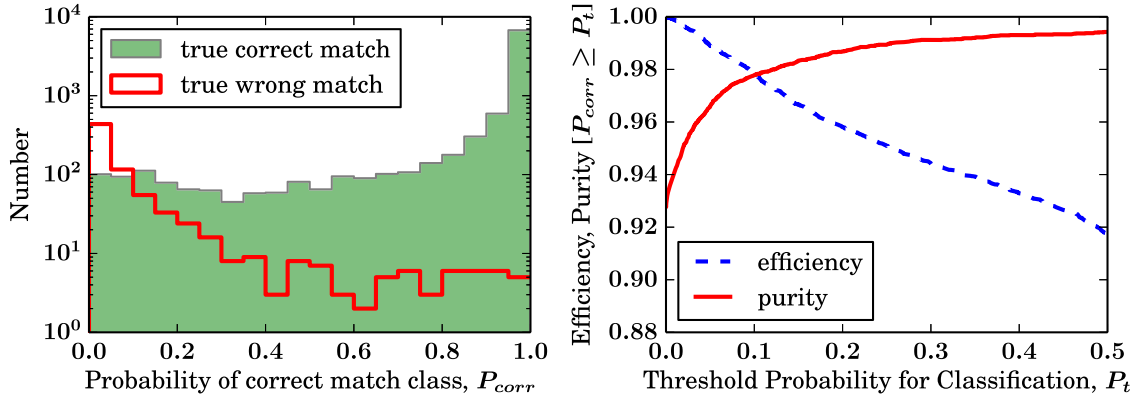 10⁴
10³
10²
10¹
10⁰
Number
true correct match
true wrong match
0.0 0.2 0.4 0.6 0.8 1.0
Probability of correct match class, P_corr
1.00
0.98
0.96
0.94
0.92
0.90
0.88
Efficiency, Purity [P_corr ≥ P_t]
efficiency
purity
0.0 0.1 0.2 0.3 0.4 0.5
Threshold Probability for Classification, P_t